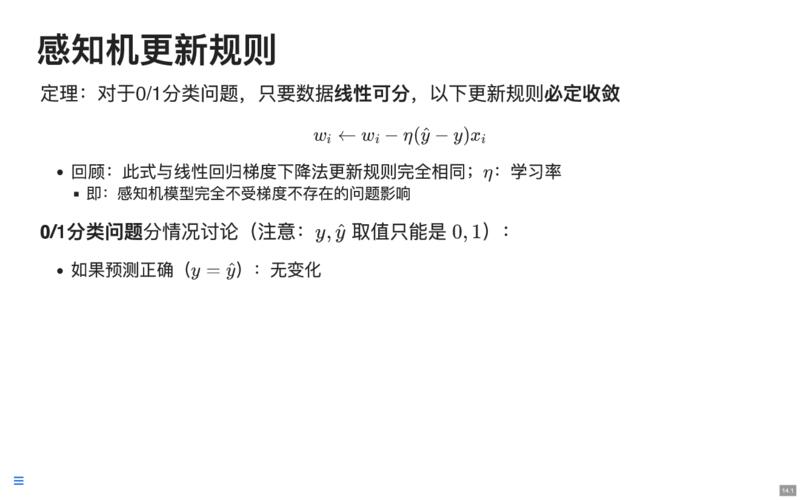 感知机更新规则
定理：对于0/1分类问题，只要数据线性可分，以下更新规则必定收敛
w_i ← w_i − η(ŷ − y)x_i
• 回顾：此式与线性回归梯度下降法更新规则完全相同；η：学习率
▪ 即：感知机模型完全不受梯度不存在的问题影响
0/1分类问题分情况讨论（注意：y, ŷ 取值只能是 0, 1）：
• 如果预测正确（y = ŷ）：无变化
14.1